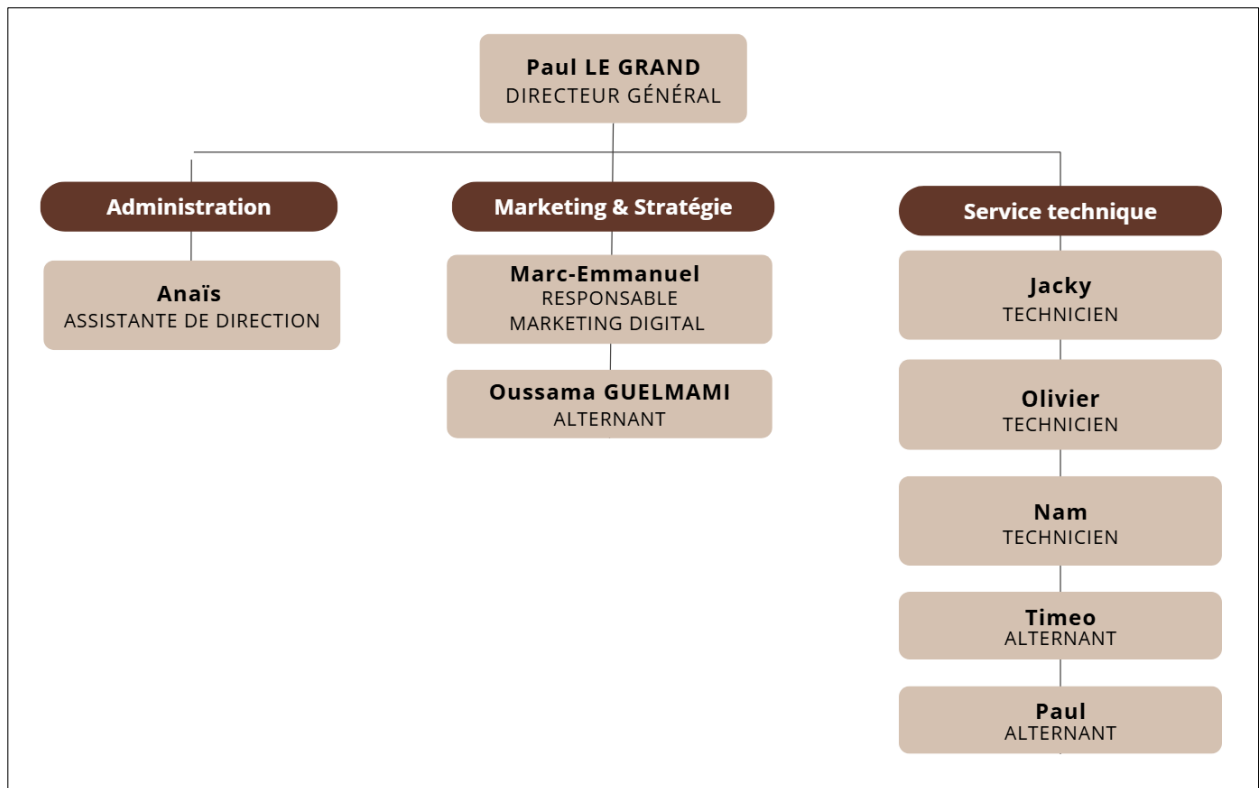 Paul LE GRAND
DIRECTEUR GÉNÉRAL
Administration
Anaïs
ASSISTANTE DE DIRECTION
Marketing & Stratégie
Marc-Emmanuel
RESPONSABLE
MARKETING DIGITAL
Oussama GUELMAMI
ALTERNANT
Service technique
Jacky
TECHNICIEN
Olivier
TECHNICIEN
Nam
TECHNICIEN
Timeo
ALTERNANT
Paul
ALTERNANT